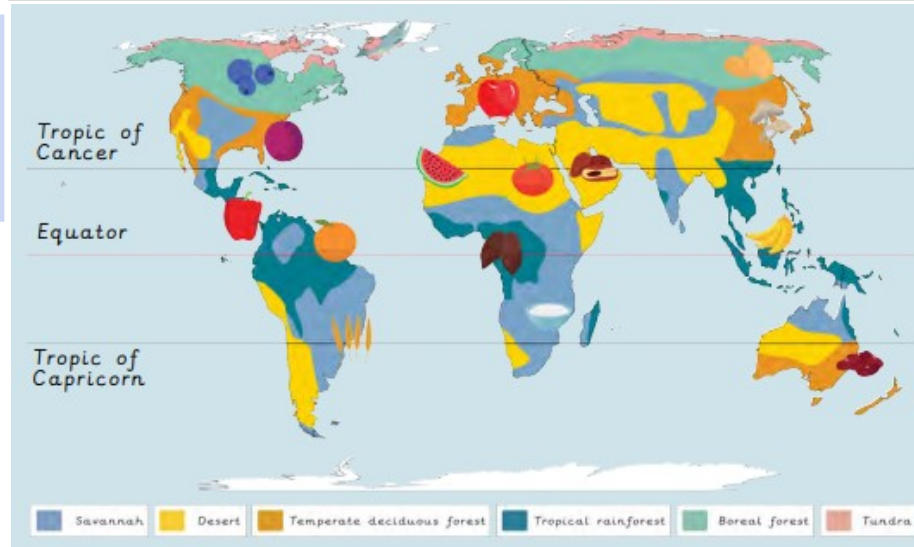 Tropic of
Cancer
Equator
Tropic of
Capricorn
Savannah
Desert
Temperate deciduous forest
Tropical rainforest
Boreal forest
Tundra